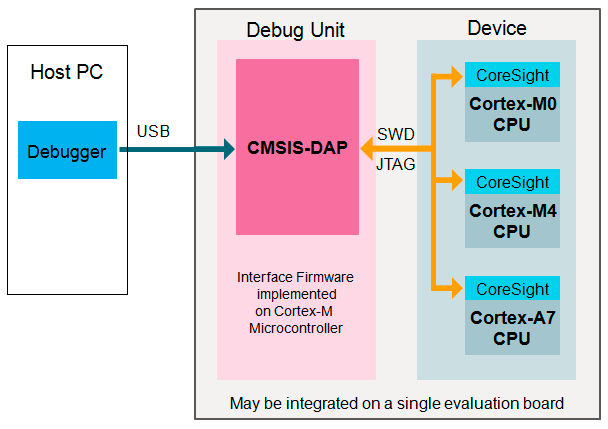 Host PC
Debugger
USB
Debug Unit
CMSIS-DAP
Interface Firmware
implemented
on Cortex-M
Microcontroller
SWD
JTAG
Device
CoreSight
Cortex-M0
CPU
CoreSight
Cortex-M4
CPU
CoreSight
Cortex-A7
CPU
May be integrated on a single evaluation board